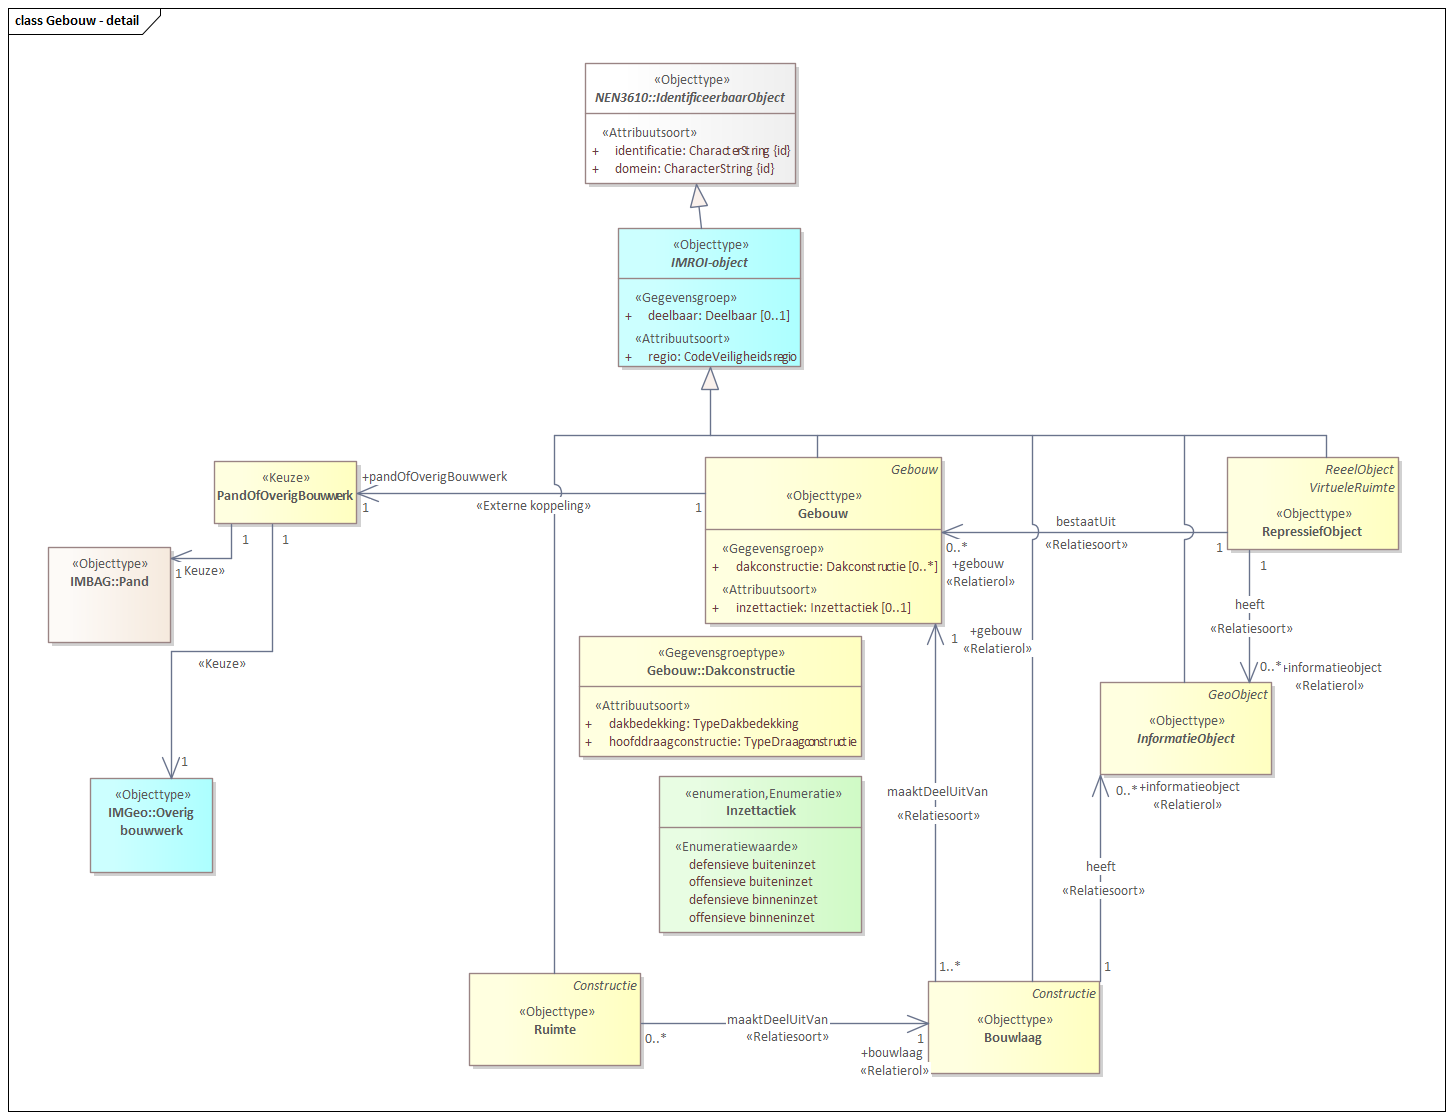 class Gebouw - detail
«Objecttype»
NEN3610::IdentificeerbaarObject
«Attribuutsoort»
+ identificatie: CharacterString {id}
+ domein: CharacterString {id}
«Objecttype»
IMROI-object
«Gegevensgroep»
+ deelbaar: Deelbaar [0..1]
«Attribuutsoort»
+ regio: CodeVeiligheidsregio
«Keuze»
PandOfOverigBouwwerk
+pandOfOverigBouwwerk
1
«Externe koppeling»
1
Gebouw
«Objecttype»
Gebouw
«Gegevensgroep»
+ dakconstructie: Dakconstructie [0..*]
«Attribuutsoort»
+ inzettactiek: Inzettactiek [0..1]
ReeelObject
VirtueleRuimte
«Objecttype»
RepressiefObject
bestaatUit
«Relatiesoort»
1
0..*
+gebouw
«Relatierol»
1
heeft
«Relatiesoort»
0..*
+informatieobject
«Relatierol»
1
1
1
Keuze»
«Objecttype»
IMBAG::Pand
«Keuze»
1
«Objecttype»
IMGeo::Overig
bouwwerk
1
+gebouw
«Relatierol»
«Gegevensgroeptype»
Gebouw::Dakconstructie
«Attribuutsoort»
+ dakbedekking: TypeDakbedekking
+ hoofddraagconstructie: TypeDraagconstructie
GeoObject
«Objecttype»
InformatieObject
0..*
+informatieobject
«Relatierol»
«enumeration,Enumeratie»
Inzettactiek
«Enumeratiewaarde»
defensieve buiteninzet
offensieve buiteninzet
defensieve binneninzet
offensieve binneninzet
maaktDeelUitVan
«Relatiesoort»
heeft
«Relatiesoort»
1..*
1
Constructie
«Objecttype»
Ruimte
0..*
maaktDeelUitVan
«Relatiesoort»
1
+bouwlaag
«Relatierol»
Constructie
«Objecttype»
Bouwlaag